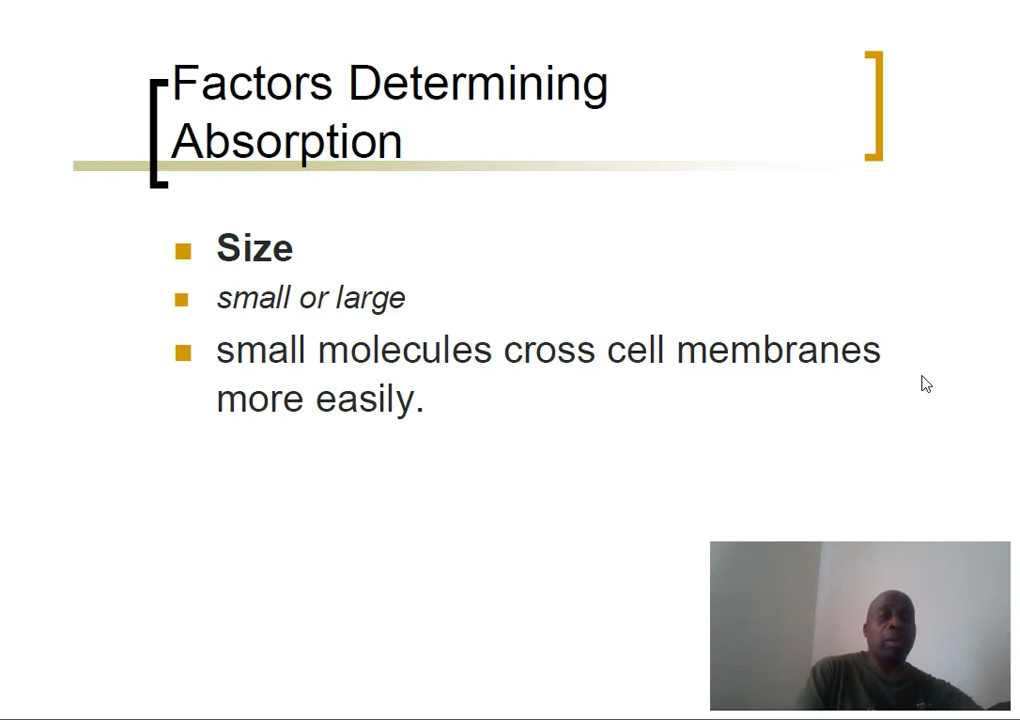 Factors Determining
Absorption
Size
small or large
small molecules cross cell membranes
more easily.